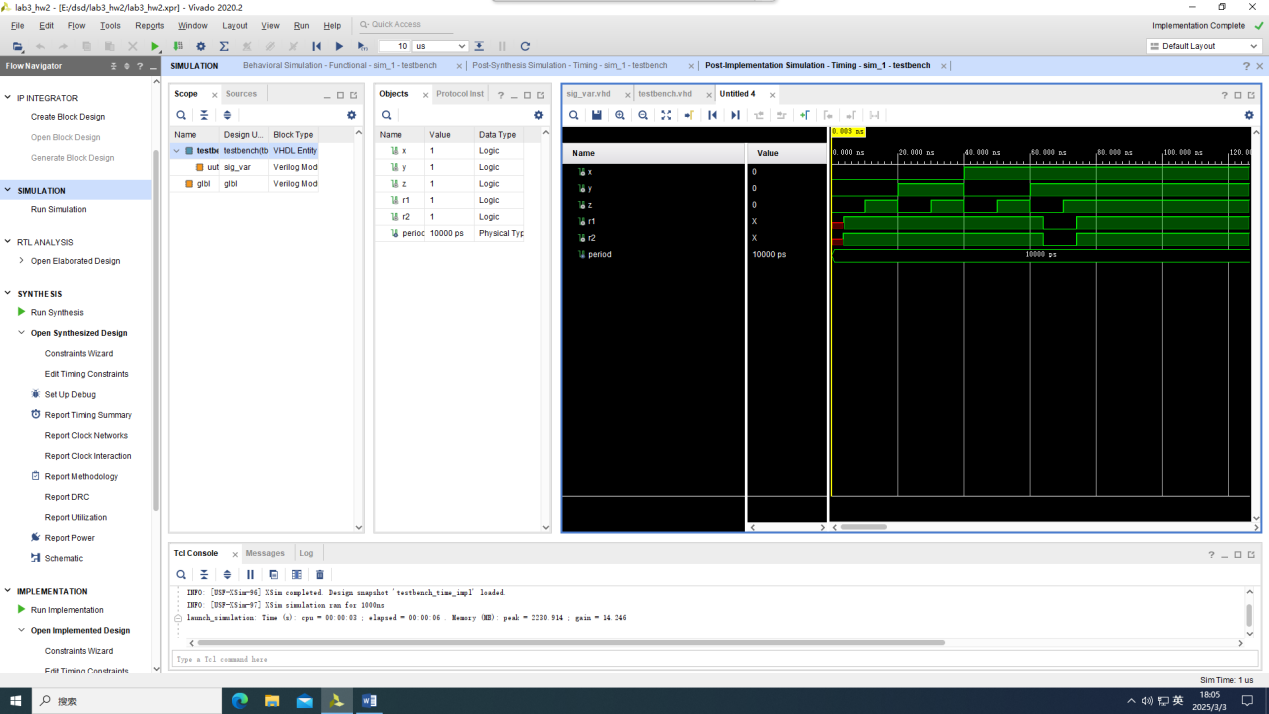 lab3_hw2 - [E:/dsd/lab3_hw2/lab3_hw2.xpr] - Vivado 2020.2
File Edit Flow Tools Reports Window Layout View Run Help Quick Access
Implementation Complete
10 us
Default Layout
Flow Navigator
SIMULATION
Behavioral Simulation - Functional - sim_1 - testbench
Post-Synthesis Simulation - Timing - sim_1 - testbench
Post-Implementation Simulation - Timing - sim_1 - testbench
IP INTEGRATOR
Create Block Design
Open Block Design
Generate Block Design
SIMULATION
Run Simulation
RTL ANALYSIS
Open Elaborated Design
SYNTHESIS
Run Synthesis
Open Synthesized Design
Constraints Wizard
Edit Timing Constraints
Set Up Debug
Report Timing Summary
Report Clock Networks
Report Clock Interaction
Report Methodology
Report DRC
Report Utilization
Report Power
Schematic
IMPLEMENTATION
Run Implementation
Open Implemented Design
Constraints Wizard
Edit Timing Constraints
Scope Sources
Name Design U... Block Type
testbe testbench(tb VHDL Entity
uut sig_var Verilog Mod
glbl glbl Verilog Mod
Objects Protocol Inst
Name Value Data Type
x 1 Logic
y 1 Logic
z 1 Logic
r1 1 Logic
r2 1 Logic
perioc 10000 ps Physical Typ
sig_var.vhd testbench.vhd Untitled 4
0.003 ns
Name Value
0.000 ns 20.000 ns 40.000 ns 60.000 ns 80.000 ns 100.000 ns 120.0
x 0
y 0
z 0
r1 X
r2 X
period 10000 ps 10000 ps
Tcl Console Messages Log
INFO: [USF-XSim-96] XSim completed. Design snapshot 'testbench_time_impl' loaded.
INFO: [USF-XSim-97] XSim simulation ran for 1000ns
launch_simulation: Time (s): cpu = 00:00:03 ; elapsed = 00:00:06 . Memory (MB): peak = 2230.914 ; gain = 14.246
Type a Tcl command here
Sim Time: 1 us
搜索
英
18:05
2025/3/3